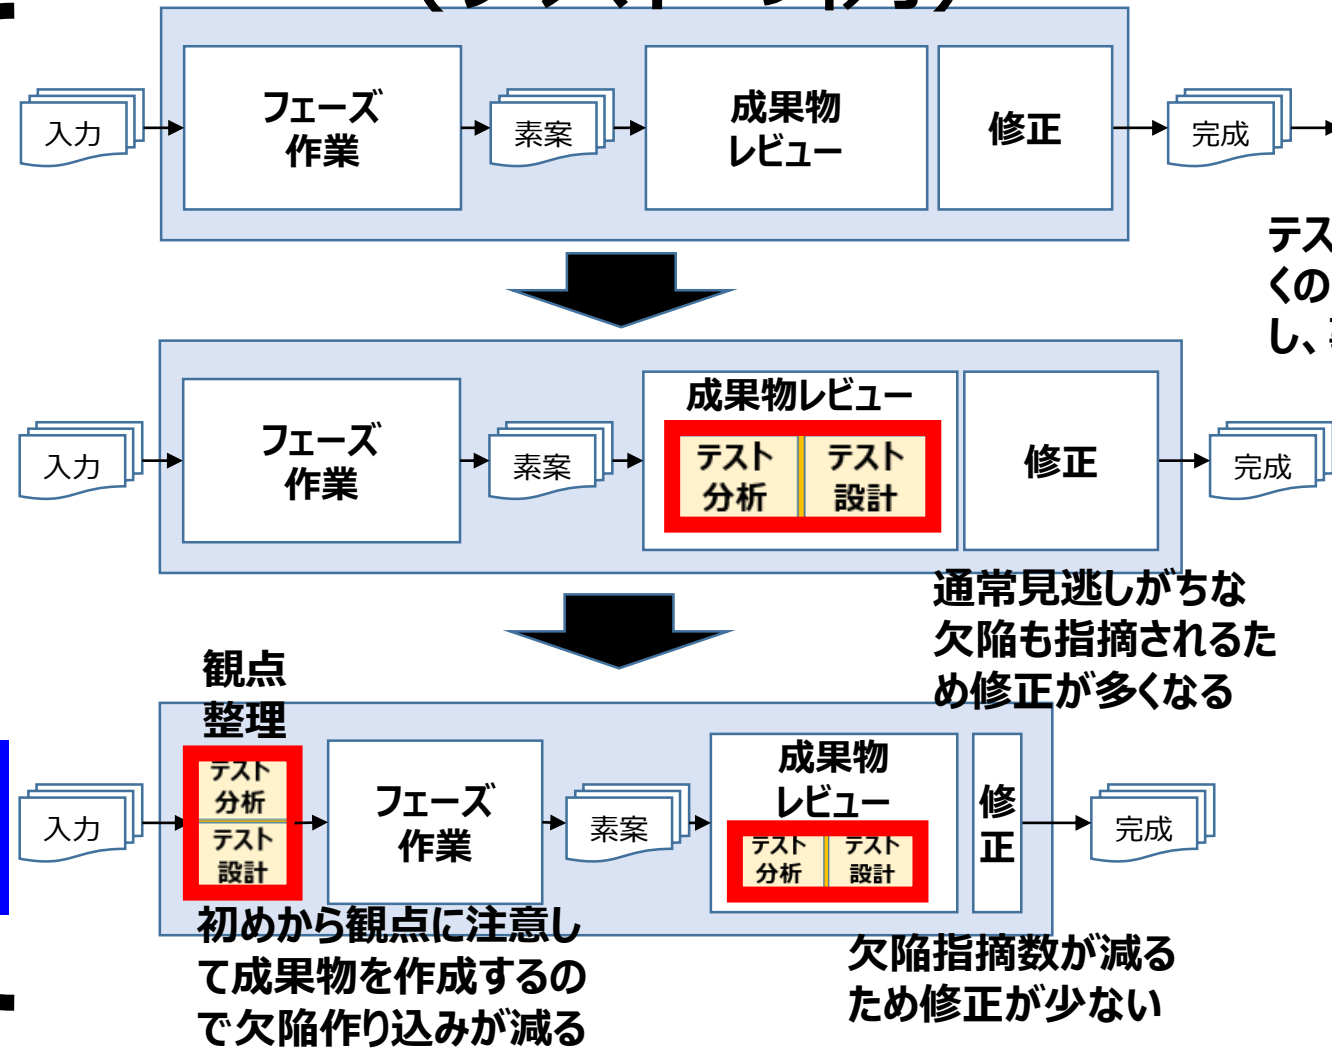 入力
フェーズ
作業
素案
成果物
レビュー
修正
完成
テス
くの
し、
入力
フェーズ
作業
素案
成果物レビュー
テスト
分析
テスト
設計
修正
完成
通常見逃しがちな
欠陥も指摘されるた
め修正が多くなる
観点
整理
入力
テスト
分析
テスト
設計
フェーズ
作業
素案
成果物
レビュー
テスト
分析
テスト
設計
修
正
完成
初めから観点に注意し
て成果物を作成するの
で欠陥作り込みが減る
欠陥指摘数が減る
ため修正が少ない